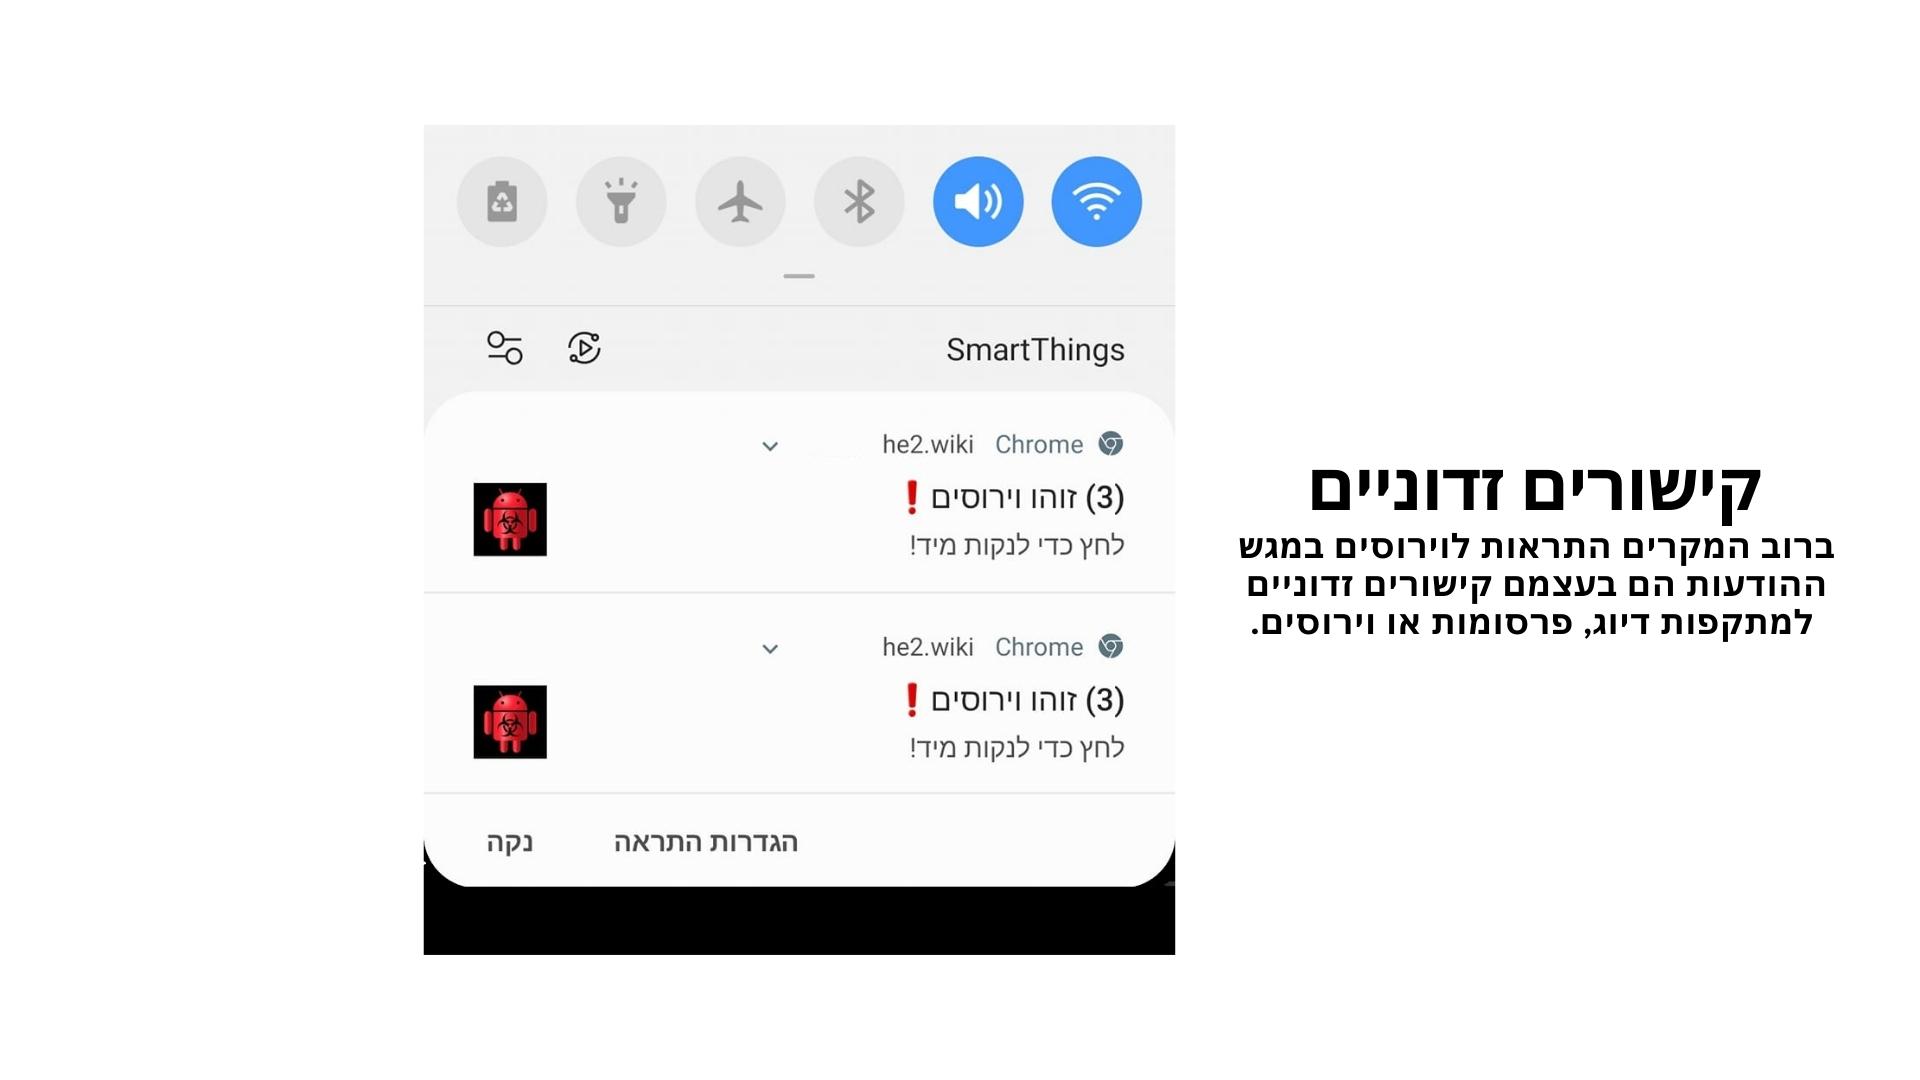 SmartThings
Chrome he2.wiki
(3) זוהו וירוסים❗
לחץ כדי לנקות מיד!
Chrome he2.wiki
(3) זוהו וירוסים❗
לחץ כדי לנקות מיד!
הגדרות התראה נקה
קישורים זדוניים
ברוב המקרים התראות לוירוסים במגש
ההודעות הם בעצמם קישורים זדוניים
למתקפות דיוג, פרסומות או וירוסים.